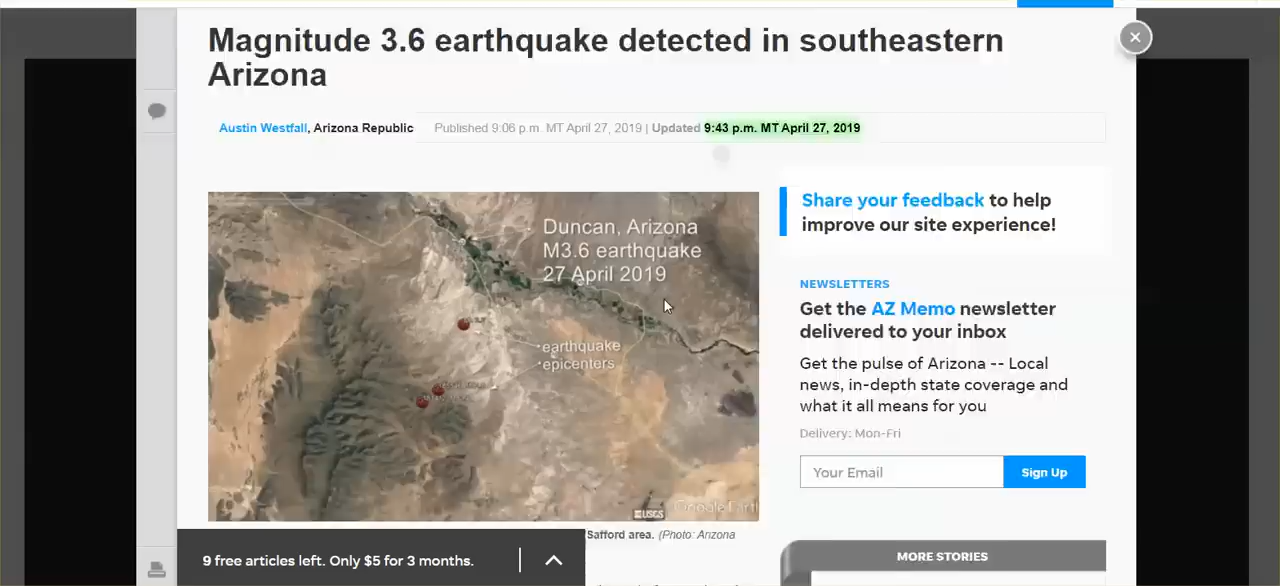 Magnitude 3.6 earthquake detected in southeastern
Arizona
Austin Westfall, Arizona Republic Published 9:06 p.m. MT April 27, 2019 | Updated 9:43 p.m. MT April 27, 2019
Duncan, Arizona
M3.6 earthquake
27 April 2019
earthquake
epicenters
USGS
Google Earth
Safford area. (Photo: Arizona
9 free articles left. Only $5 for 3 months.
Share your feedback to help
improve our site experience!
NEWSLETTERS
Get the AZ Memo newsletter
delivered to your inbox
Get the pulse of Arizona -- Local
news, in-depth state coverage and
what it all means for you
Delivery: Mon-Fri
Your Email
Sign Up
MORE STORIES